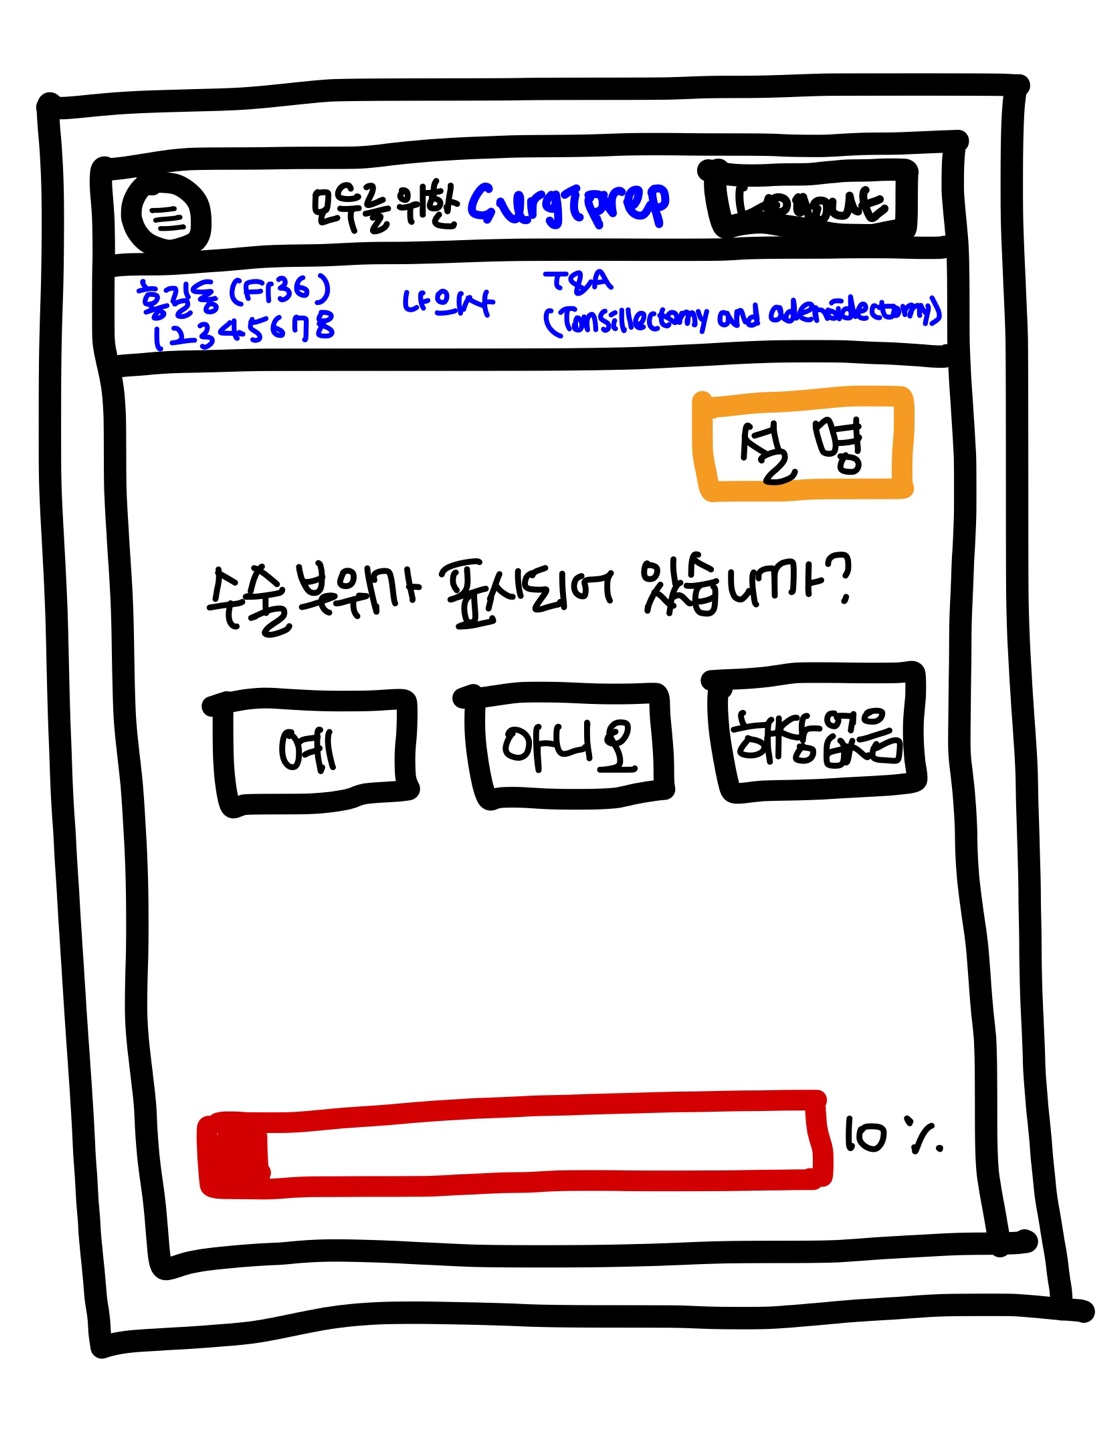 모두를 위한 Surgiprep Logout
홍길동 (F/36) 나의사 T&A
12345678 (Tonsillectomy and adenoidectomy)
설명
수술 부위가 표시되어 있습니까?
예 아니오 해당없음
10 %